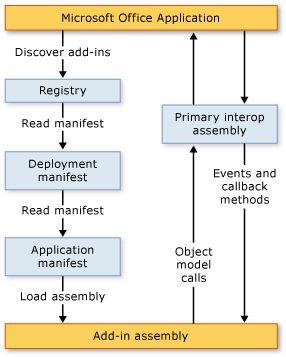 Microsoft Office Application
Discover add-ins
Registry
Read manifest
Deployment
manifest
Read manifest
Application
manifest
Load assembly
Primary interop
assembly
Events and
callback
methods
Object
model
calls
Add-in assembly